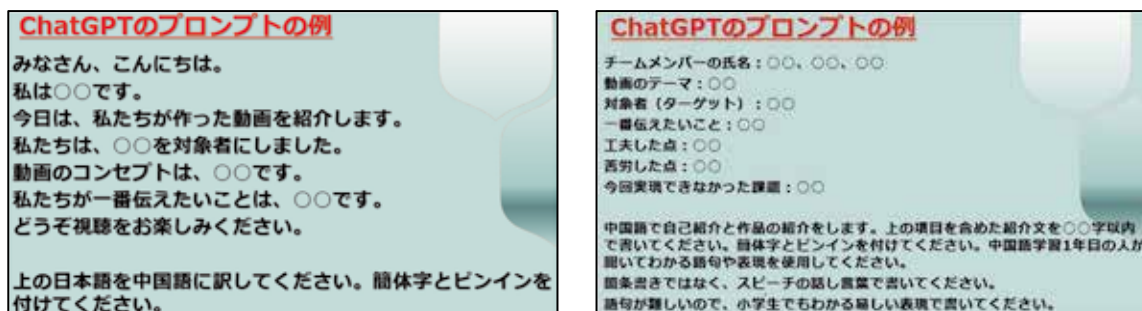 ChatGPTのプロンプトの例
みなさん、こんにちは。
私は○○です。
今日は、私たちが作った動画を紹介します。
私たちは、○○を対象者にしました。
動画のコンセプトは、○○です。
私たちが一番伝えたいことは、○○です。
どうぞ視聴をお楽しみください。
上の日本語を中国語に訳してください。簡体字とピンインを
付けてください。
ChatGPTのプロンプトの例
チームメンバーの氏名：○○、○○、○○
動画のテーマ：○○
対象者（ターゲット）：○○
一番伝えたいこと：○○
工夫した点：○○
苦労した点：○○
今回実現できなかった課題：○○
中国語で自己紹介と作品の紹介をします。上の項目を含めた紹介文を○○字以内
で書いてください。簡体字とピンインを付けてください。中国語学習1年目の人が
聞いてわかる語句や表現を使用してください。
箇条書きではなく、スピーチの話し言葉で書いてください。
語句が難しいので、小学生でもわかる易しい表現で書いてください。